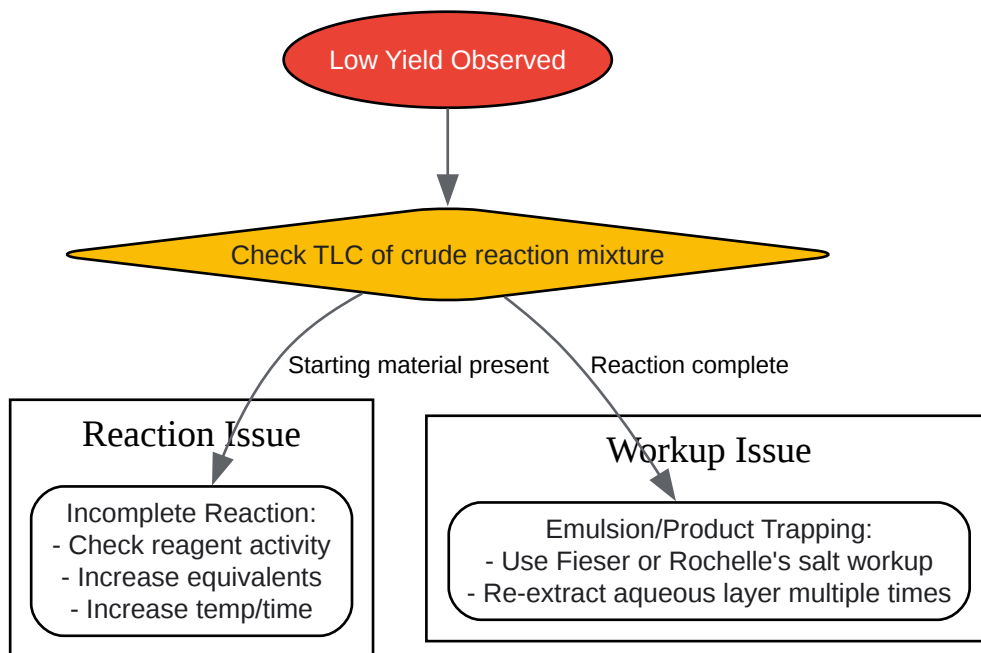 Low Yield Observed
Check TLC of crude reaction mixture
Starting material present
Reaction complete
Reaction Issue
Incomplete Reaction:
- Check reagent activity
- Increase equivalents
- Increase temp/time
Workup Issue
Emulsion/Product Trapping:
- Use Fieser or Rochelle's salt workup
- Re-extract aqueous layer multiple times